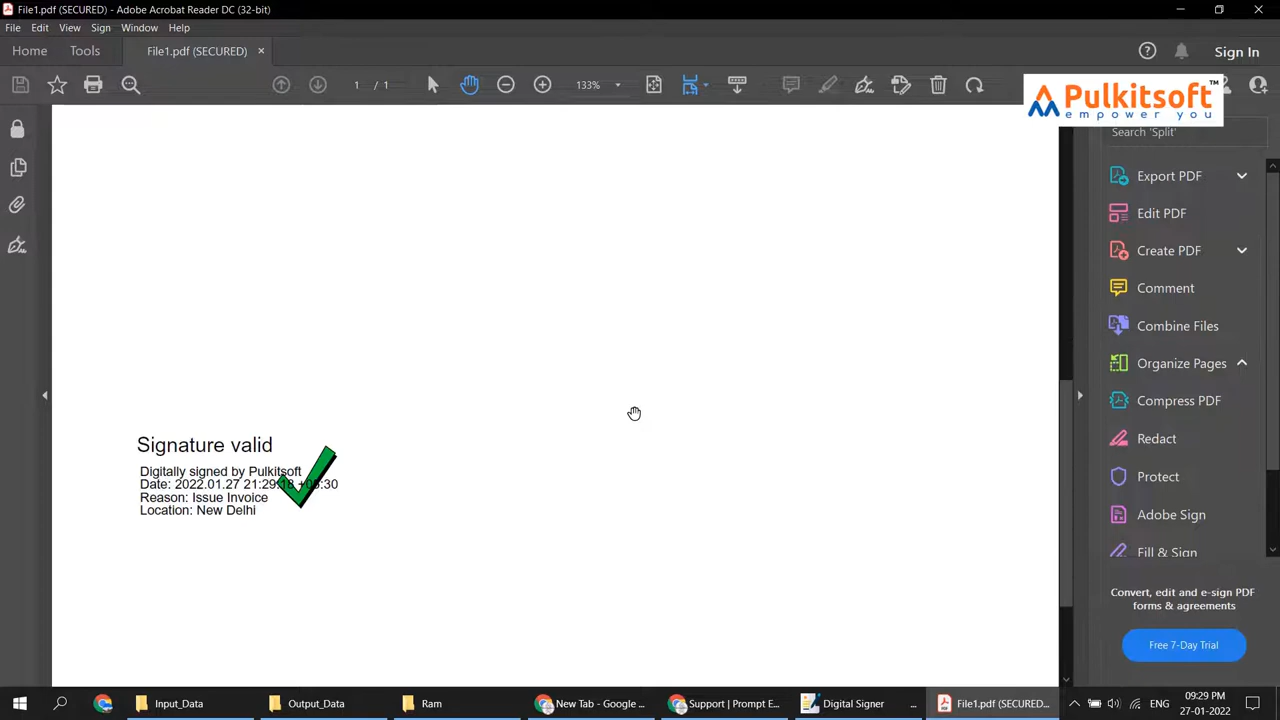 File1.pdf (SECURED) - Adobe Acrobat Reader DC (32-bit)
File Edit View Sign Window Help
Home Tools File1.pdf (SECURED) × Sign In
1 / 1 133%
Pulkitsoft™
empower you
Search 'Split'
Export PDF
Edit PDF
Create PDF
Comment
Combine Files
Organize Pages
Compress PDF
Redact
Protect
Adobe Sign
Fill & Sign
Convert, edit and e-sign PDF
forms & agreements
Free 7-Day Trial
Signature valid
Digitally signed by Pulkitsoft
Date: 2022.01.27 21:29:18 +05:30
Reason: Issue Invoice
Location: New Delhi
Input_Data Output_Data Ram New Tab - Google ... Support | Prompt E... Digital Signer ... File1.pdf (SECURED... ENG 09:29 PM
27-01-2022